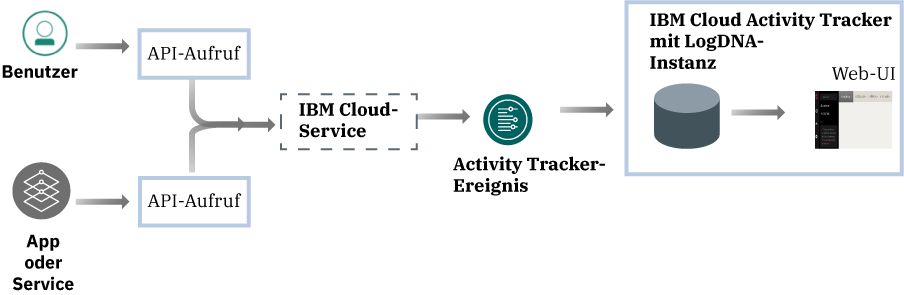 Benutzer
API-Aufruf
App
oder
Service
API-Aufruf
IBM Cloud-
Service
Activity Tracker-
Ereignis
IBM Cloud Activity Tracker
mit LogDNA-
Instanz
Web-UI